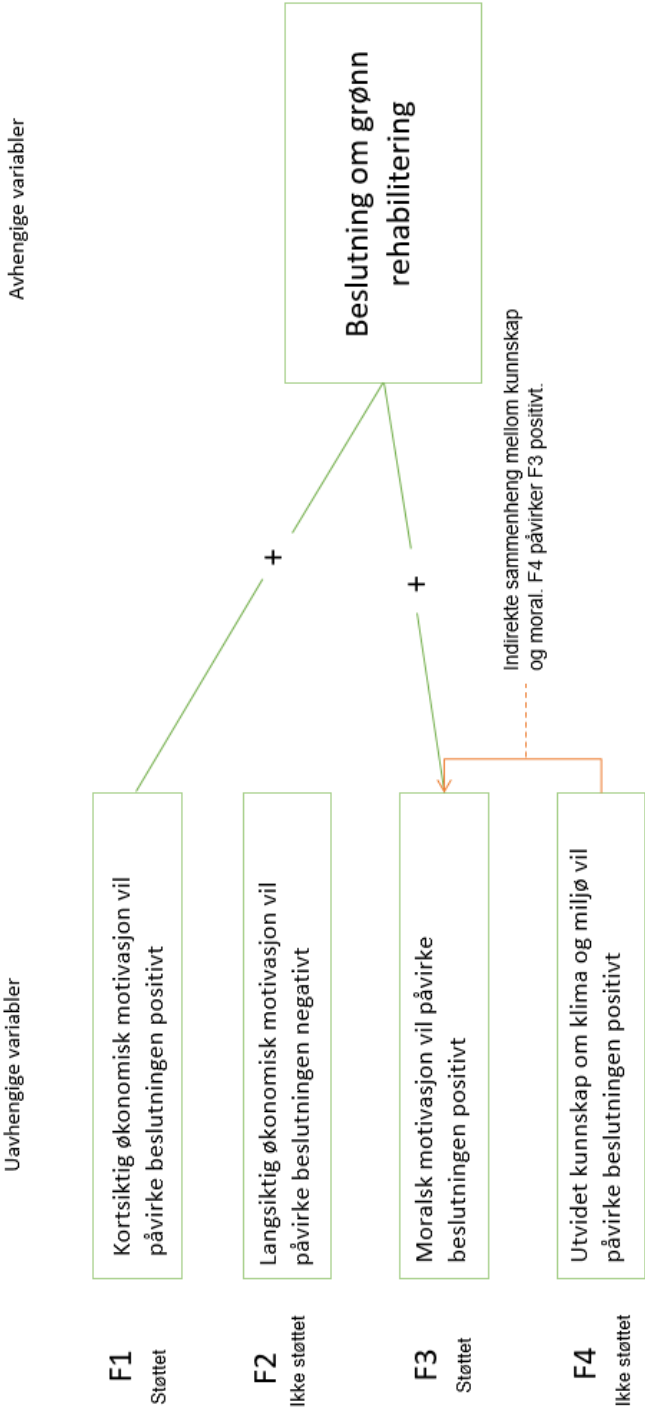 Uavhengige variabler
Avhengige variabler
F1
Støttet
Kortsiktig økonomisk motivasjon vil
påvirke beslutningen positivt
F2
Ikke støttet
Langsiktig økonomisk motivasjon vil
påvirke beslutningen negativt
F3
Støttet
Moralsk motivasjon vil påvirke
beslutningen positivt
F4
Ikke støttet
Utvidet kunnskap om klima og miljø vil
påvirke beslutningen positivt
+
+
Beslutning om grønn
rehabilitering
Indirekte sammenheng mellom kunnskap
og moral. F4 påvirker F3 positivt.